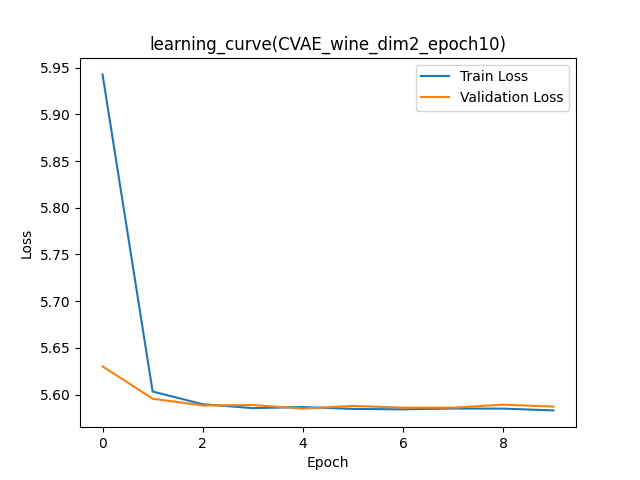 learning_curve(CVAE_wine_dim2_epoch10)
Train Loss
Validation Loss
5.95
5.90
5.85
5.80
5.75
5.70
5.65
5.60
Loss
0 2 4 6 8
Epoch